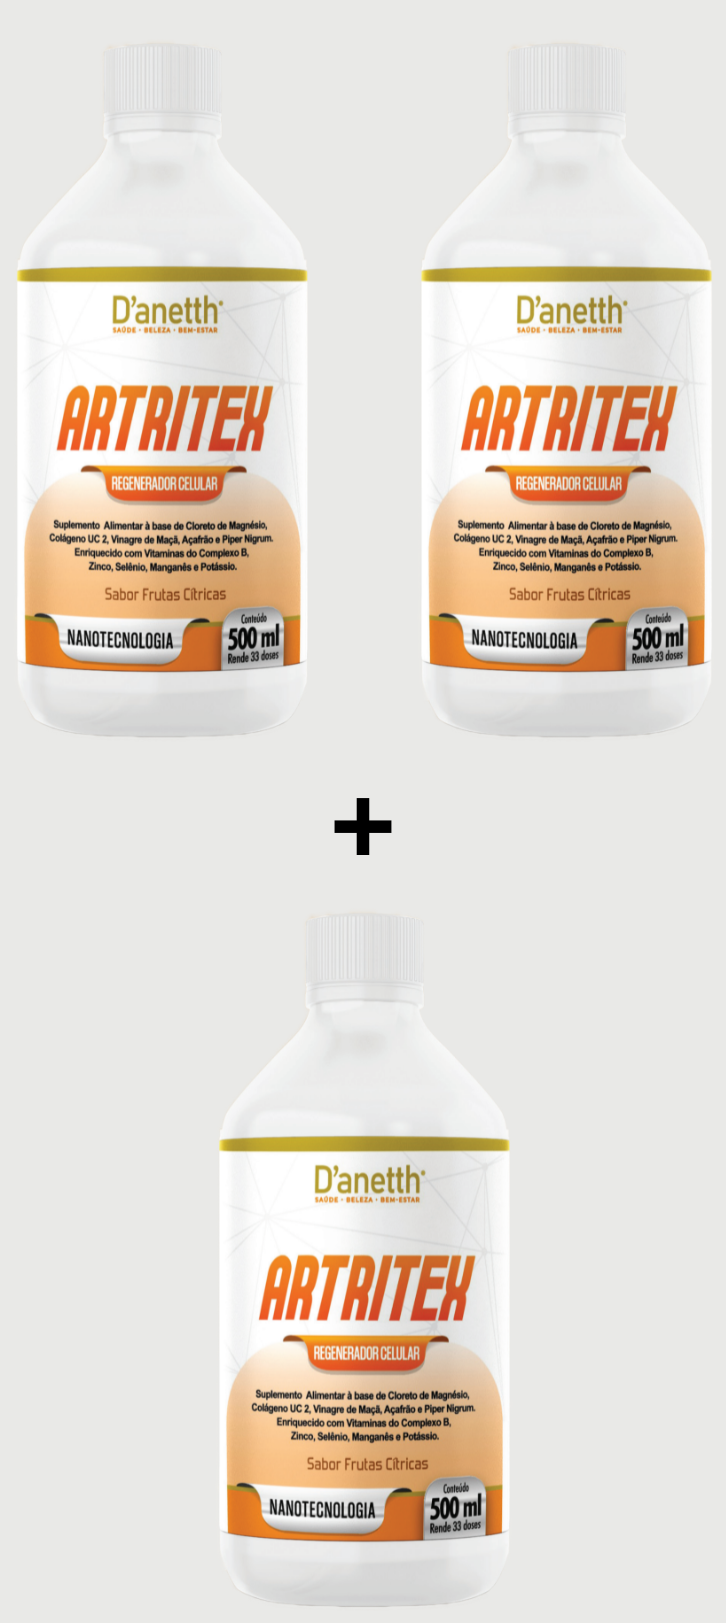 D'anetth®
SAÚDE - BELEZA - BEM-ESTAR
ARTRITEX
REGENERADOR CELULAR
Suplemento Alimentar à base de Cloreto de Magnésio,
Colágeno UC 2, Vinagre de Maçã, Açafrão e Piper Nigrum.
Enriquecido com Vitaminas do Complexo B,
Zinco, Selênio, Manganês e Potássio.
Sabor Frutas Cítricas
NANOTECNOLOGIA
Conteúdo
500 ml
Rende 33 doses
D'anetth®
SAÚDE - BELEZA - BEM-ESTAR
ARTRITEX
REGENERADOR CELULAR
Suplemento Alimentar à base de Cloreto de Magnésio,
Colágeno UC 2, Vinagre de Maçã, Açafrão e Piper Nigrum.
Enriquecido com Vitaminas do Complexo B,
Zinco, Selênio, Manganês e Potássio.
Sabor Frutas Cítricas
NANOTECNOLOGIA
Conteúdo
500 ml
Rende 33 doses
+
D'anetth®
SAÚDE - BELEZA - BEM-ESTAR
ARTRITEX
REGENERADOR CELULAR
Suplemento Alimentar à base de Cloreto de Magnésio,
Colágeno UC 2, Vinagre de Maçã, Açafrão e Piper Nigrum.
Enriquecido com Vitaminas do Complexo B,
Zinco, Selênio, Manganês e Potássio.
Sabor Frutas Cítricas
NANOTECNOLOGIA
Conteúdo
500 ml
Rende 33 doses